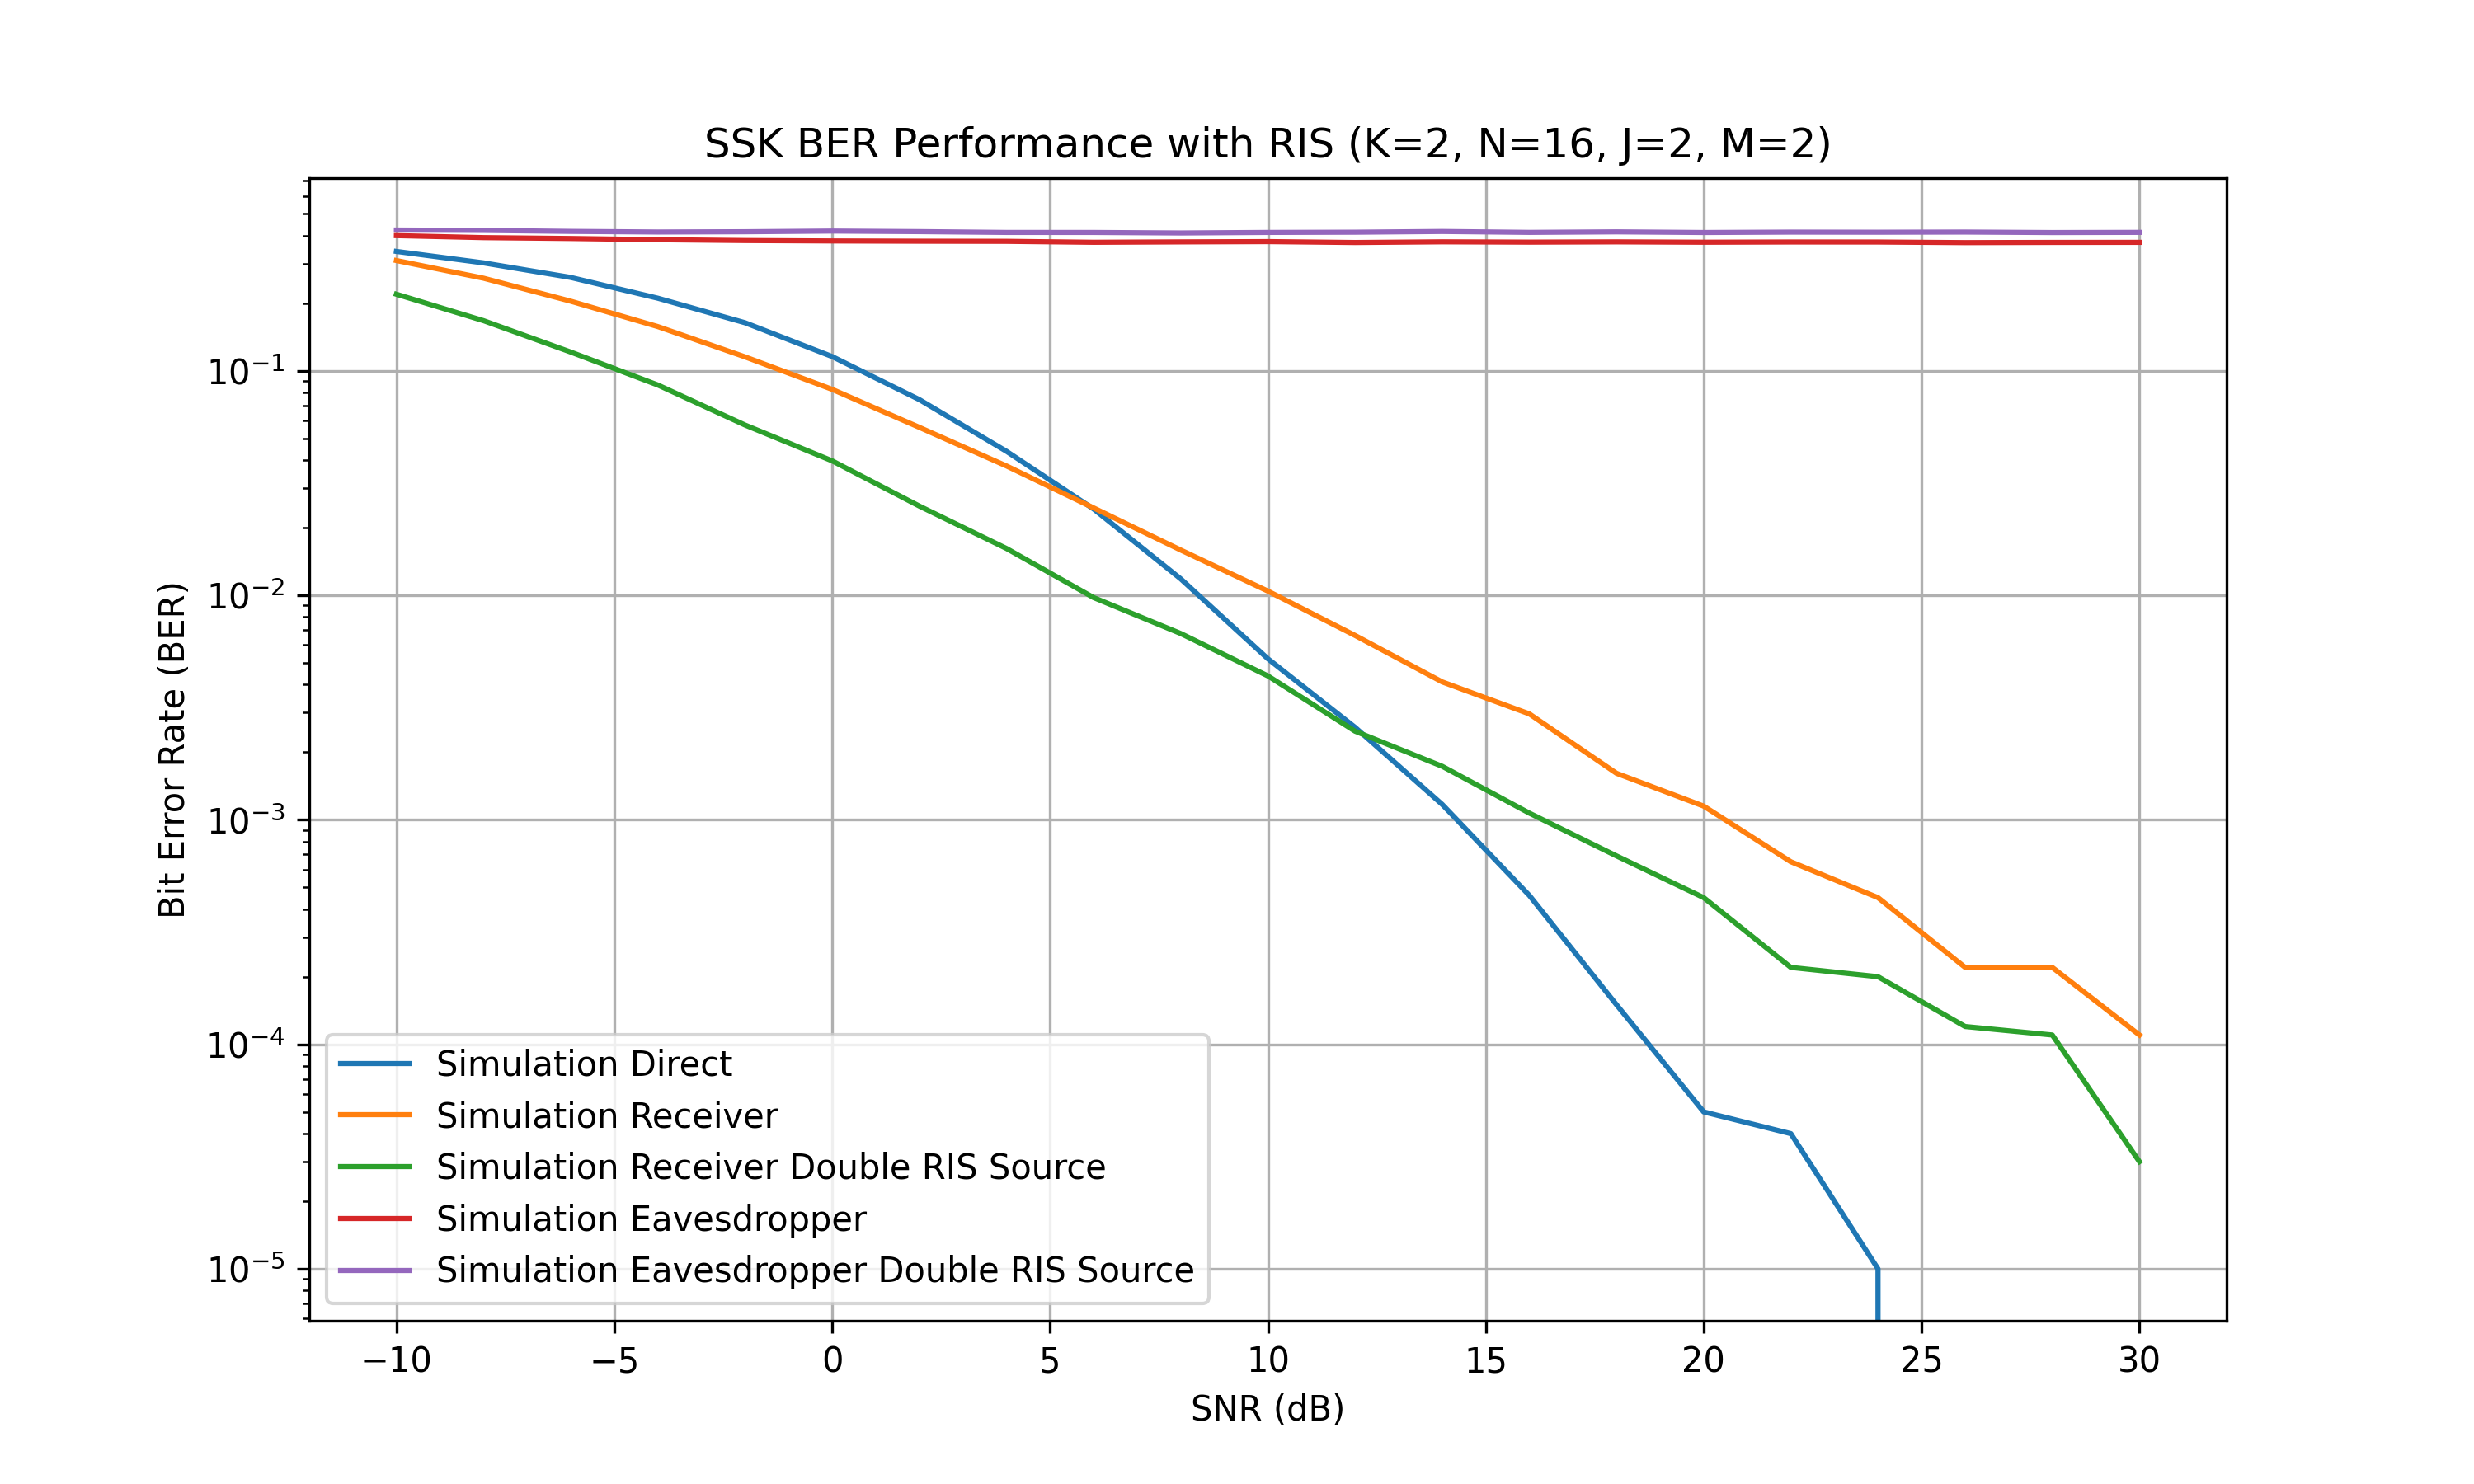 SSK BER Performance with RIS (K=2, N=16, J=2, M=2)
Bit Error Rate (BER)
10⁻¹
10⁻²
10⁻³
10⁻⁴
10⁻⁵
Simulation Direct
Simulation Receiver
Simulation Receiver Double RIS Source
Simulation Eavesdropper
Simulation Eavesdropper Double RIS Source
−10 −5 0 5 10 15 20 25 30
SNR (dB)